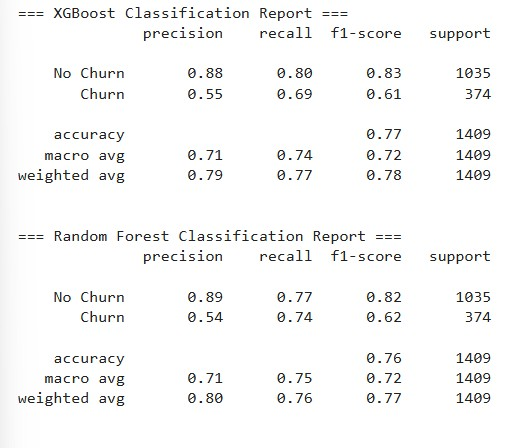 === XGBoost Classification Report ===
precision recall f1-score support
No Churn 0.88 0.80 0.83 1035
Churn 0.55 0.69 0.61 374
accuracy 0.77 1409
macro avg 0.71 0.74 0.72 1409
weighted avg 0.79 0.77 0.78 1409
=== Random Forest Classification Report ===
precision recall f1-score support
No Churn 0.89 0.77 0.82 1035
Churn 0.54 0.74 0.62 374
accuracy 0.76 1409
macro avg 0.71 0.75 0.72 1409
weighted avg 0.80 0.76 0.77 1409